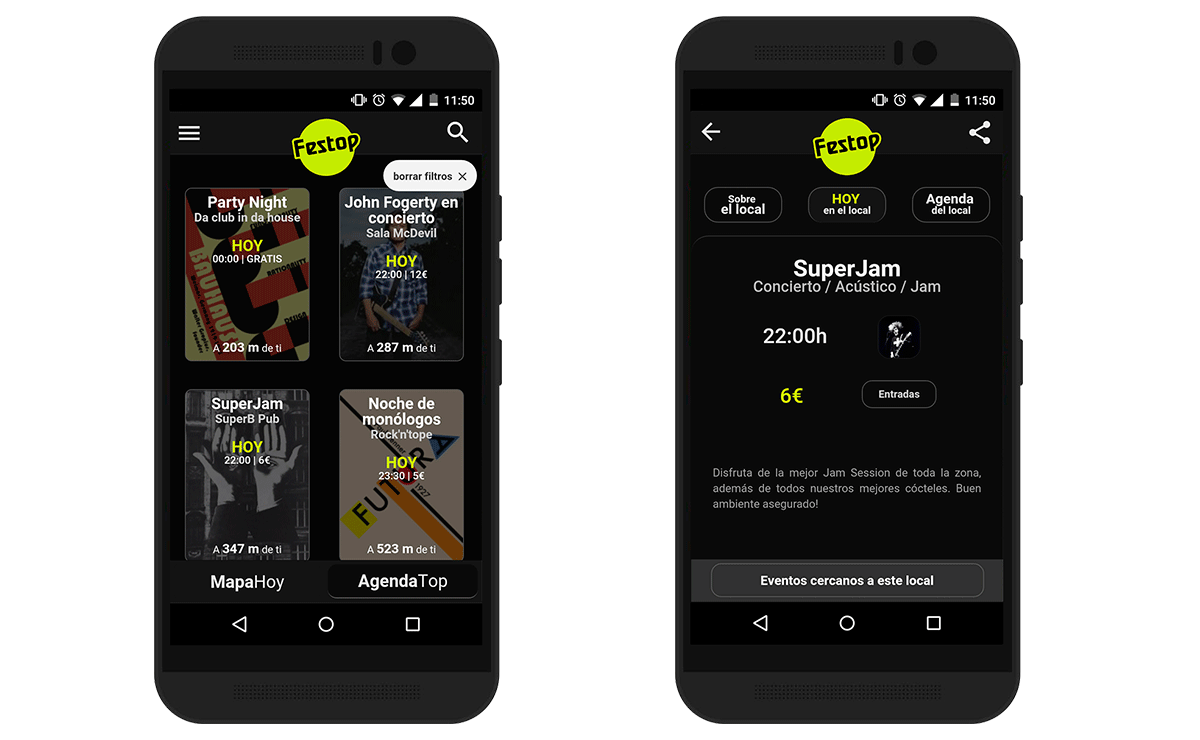 11:50
Festop
borrar filtros
Party Night
Da club in da house
HOY
00:00 | GRATIS
BAUHAUS
RATIONALITY
A 203 m de ti
John Fogerty en
concierto
Sala McDevil
HOY
22:00 | 12€
A 287 m de ti
SuperJam
SuperB Pub
HOY
22:00 | 6€
A 347 m de ti
Noche de
monólogos
Rock'n'tope
HOY
23:30 | 5€
FUTURA
1927
A 523 m de ti
MapaHoy
AgendaTop
11:50
Festop
Sobre
el local
HOY
en el local
Agenda
del local
SuperJam
Concierto / Acústico / Jam
22:00h
6€
Entradas
Disfruta de la mejor Jam Session de toda la zona,
además de todos nuestros mejores cócteles. Buen
ambiente asegurado!
Eventos cercanos a este local